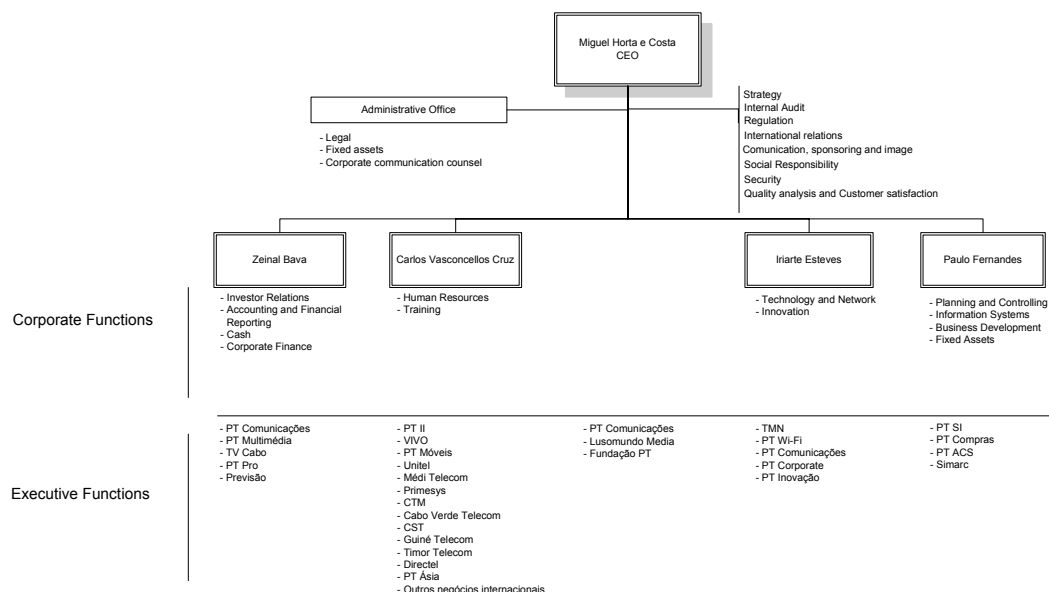 Miguel Horta e Costa
CEO
Administrative Office
- Legal
- Fixed assets
- Corporate communication counsel
Strategy
Internal Audit
Regulation
International relations
Comunication, sponsoring and image
Social Responsibility
Security
Quality analysis and Customer satisfaction
Zeinal Bava
Carlos Vasconcellos Cruz
Iriarte Esteves
Paulo Fernandes
Corporate Functions
- Investor Relations
- Accounting and Financial
Reporting
- Cash
- Corporate Finance
- Human Resources
- Training
- Technology and Network
- Innovation
- Planning and Controlling
- Information Systems
- Business Development
- Fixed Assets
Executive Functions
- PT Comunicações
- PT Multimédia
- TV Cabo
- PT Pro
- Previsão
- PT II
- VIVO
- PT Móveis
- Unitel
- Médi Telecom
- Primesys
- CTM
- Cabo Verde Telecom
- CST
- Guiné Telecom
- Timor Telecom
- Directel
- PT Ásia
- Outros negócios internacionais
- PT Comunicações
- Lusomundo Media
- Fundação PT
- TMN
- PT Wi-Fi
- PT Comunicações
- PT Corporate
- PT Inovação
- PT SI
- PT Compras
- PT ACS
- Simarc